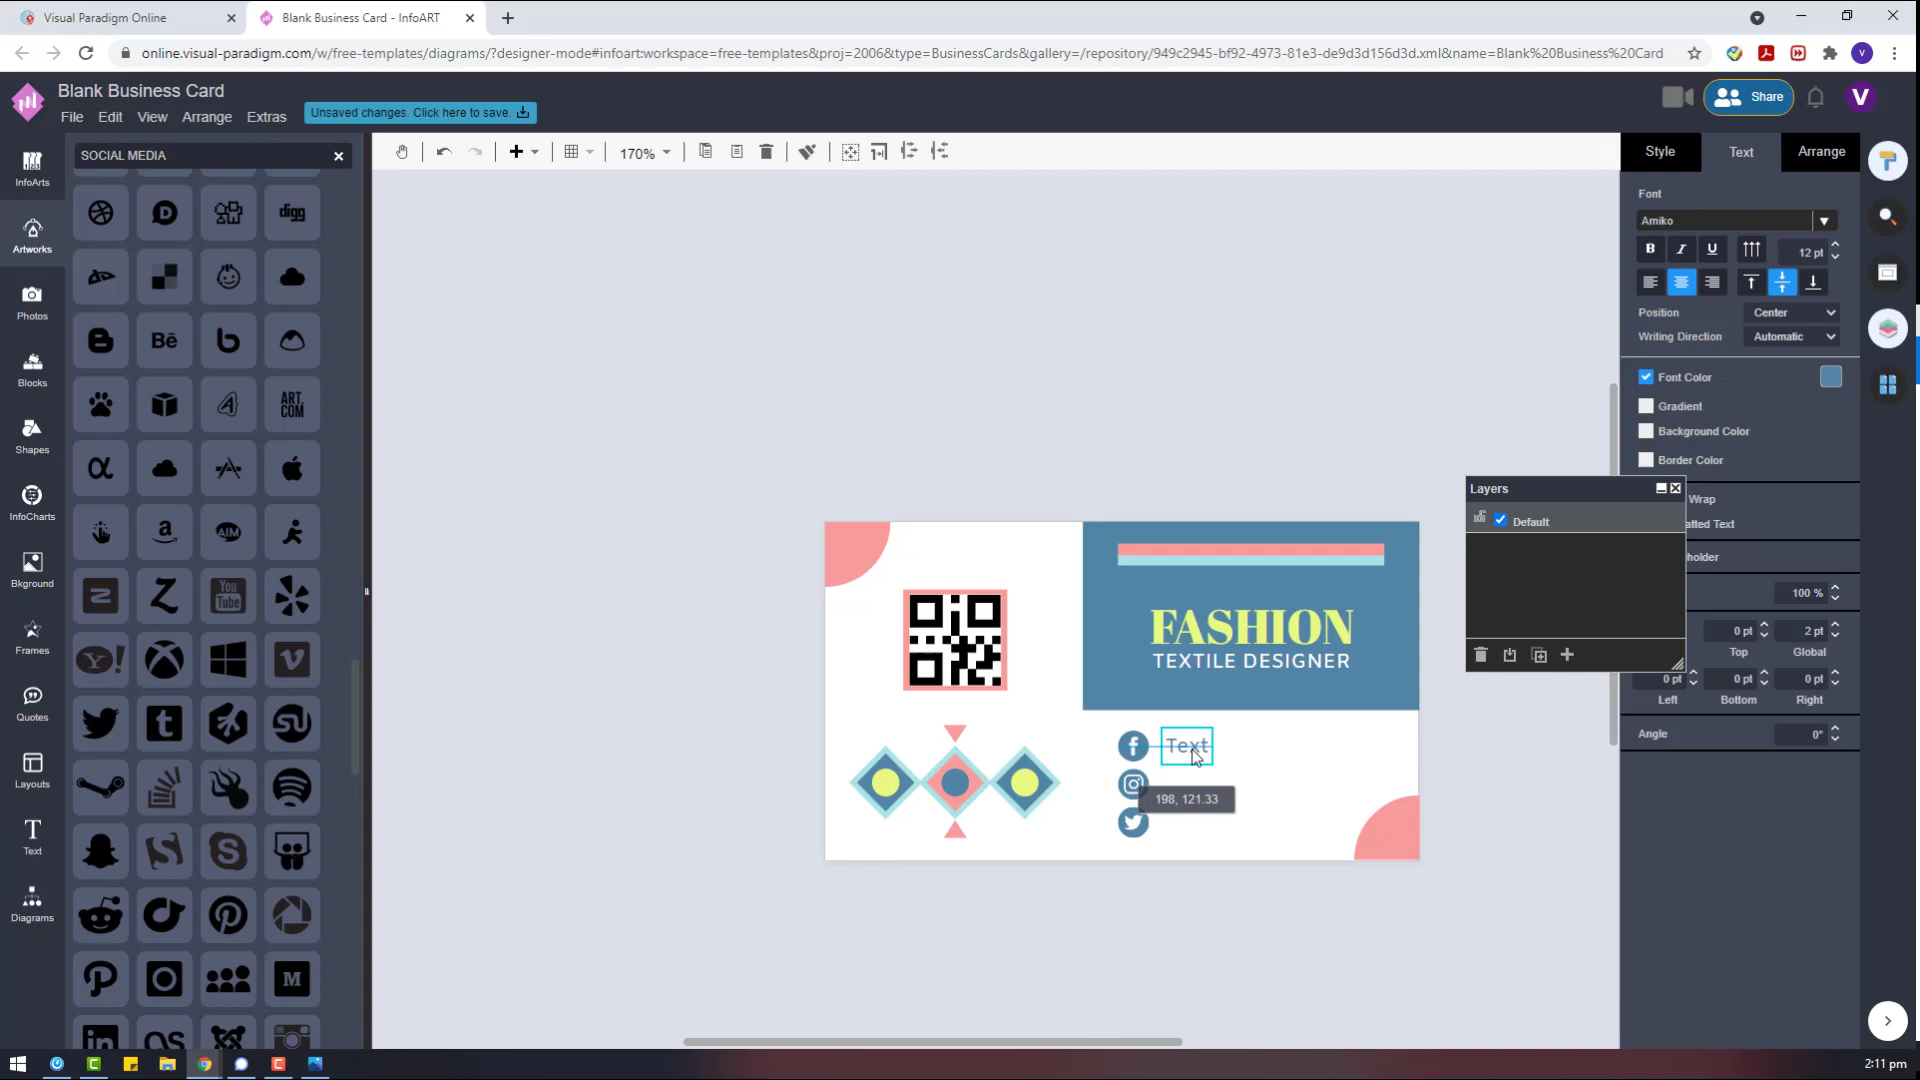 Visual Paradigm Online
Blank Business Card - InfoART
online.visual-paradigm.com/w/free-templates/diagrams/?designer-mode#infoart:workspace=free-templates&proj=2006&type=BusinessCards&gallery=/repository/949c2945-bf92-4973-81e3-de9d3d156d3d.xml&name=Blank%20Business%20Card
V
Blank Business Card
File Edit View Arrange Extras
Unsaved changes. Click here to save.
Share
V
SOCIAL MEDIA
170%
Style Text Arrange
InfoArts
Artworks
Photos
Blocks
Shapes
InfoCharts
Bkground
Frames
Quotes
Layouts
Text
Diagrams
digg
Bē
ART.
COM
AIM
You
Tube
Font
Amiko
B I U
12 pt
Position Center
Writing Direction Automatic
Font Color
Gradient
Background Color
Border Color
Wrap
atted Text
holder
100 %
0 pt 2 pt
Top Global
0 pt 0 pt 0 pt
Left Bottom Right
Angle 0°
Layers
Default
FASHION
TEXTILE DESIGNER
Text
198, 121.33
2:11 pm